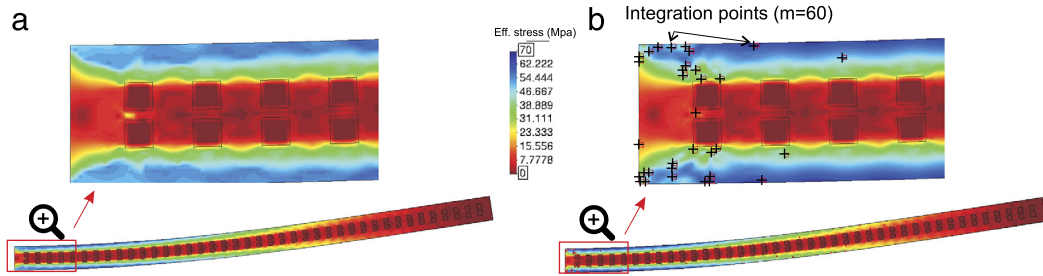 a
b
Integration points (m=60)
Eff. stress (Mpa)
70
62.222
54.444
46.667
38.889
31.111
23.333
15.556
7.7778
0